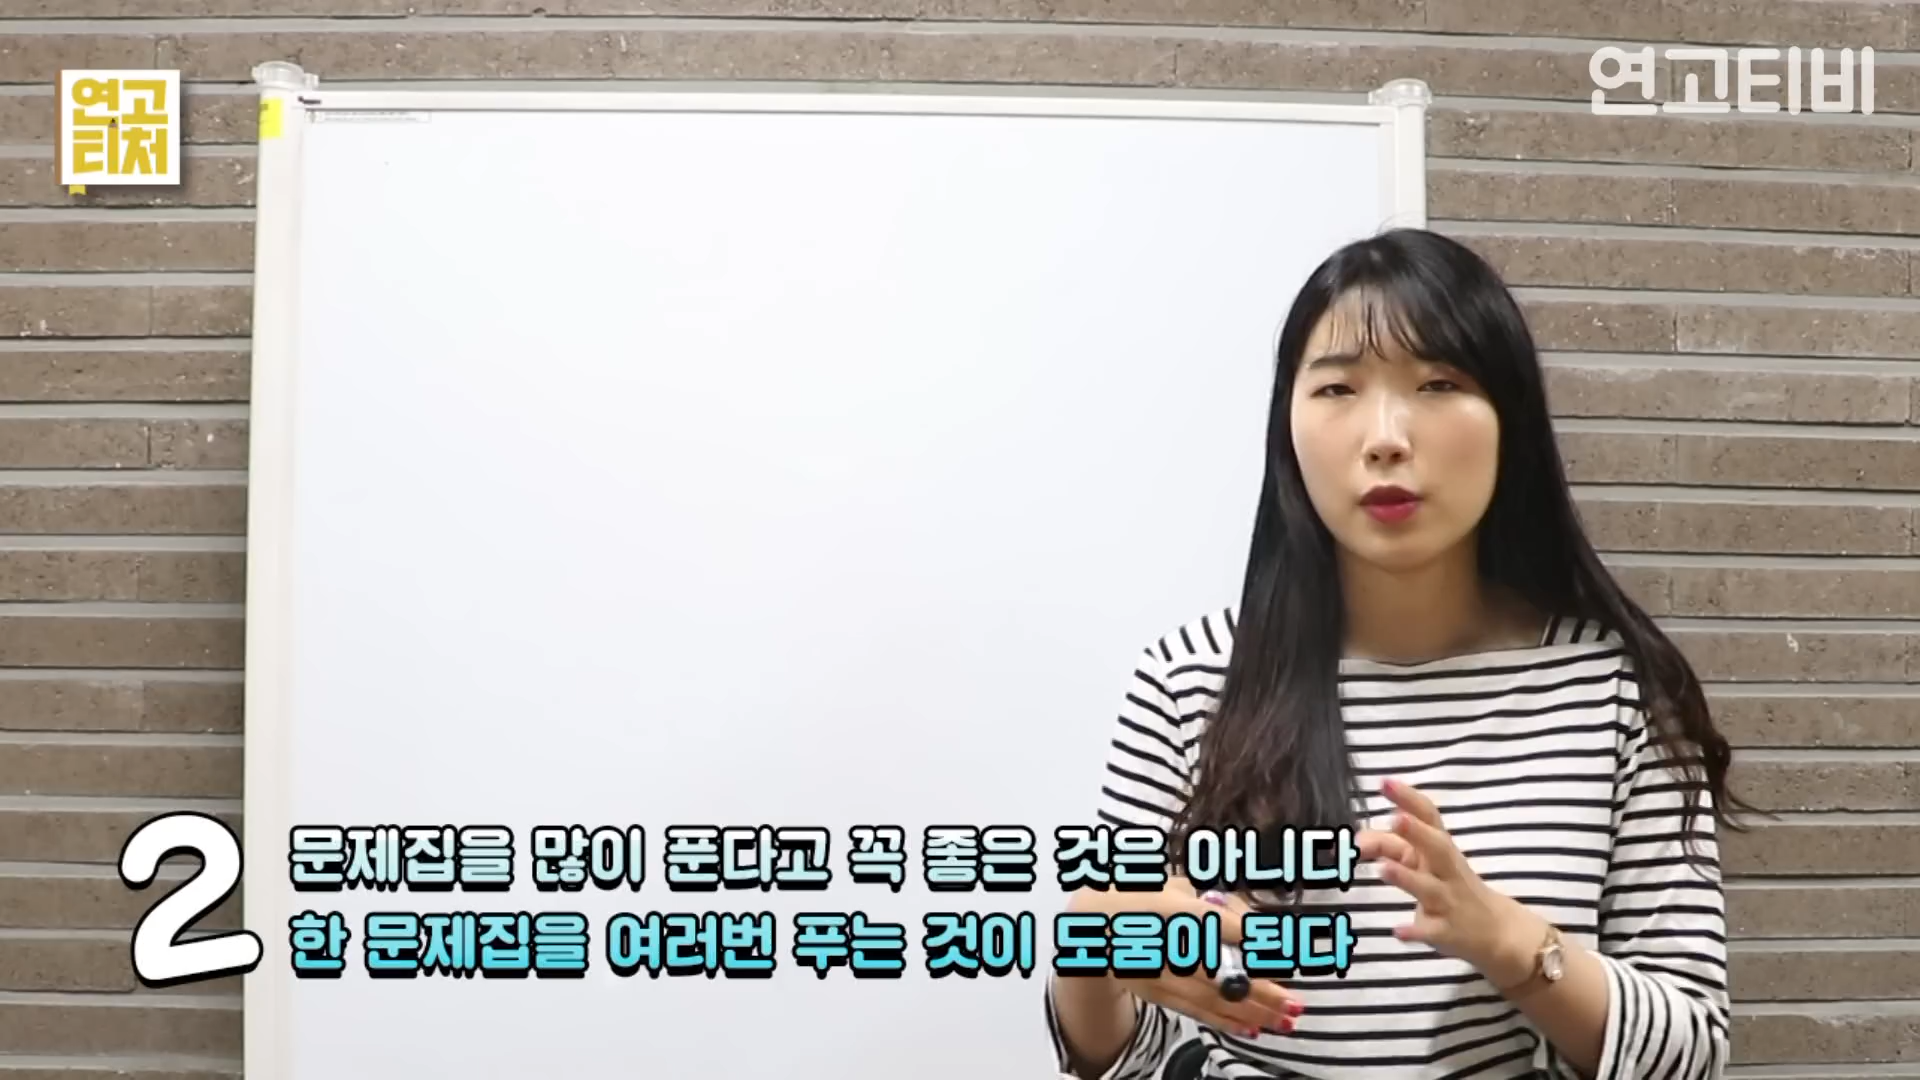 연고
티처
연고티비
2
문제집을 많이 푼다고 꼭 좋은 것은 아니다
한 문제집을 여러번 푸는 것이 도움이 된다